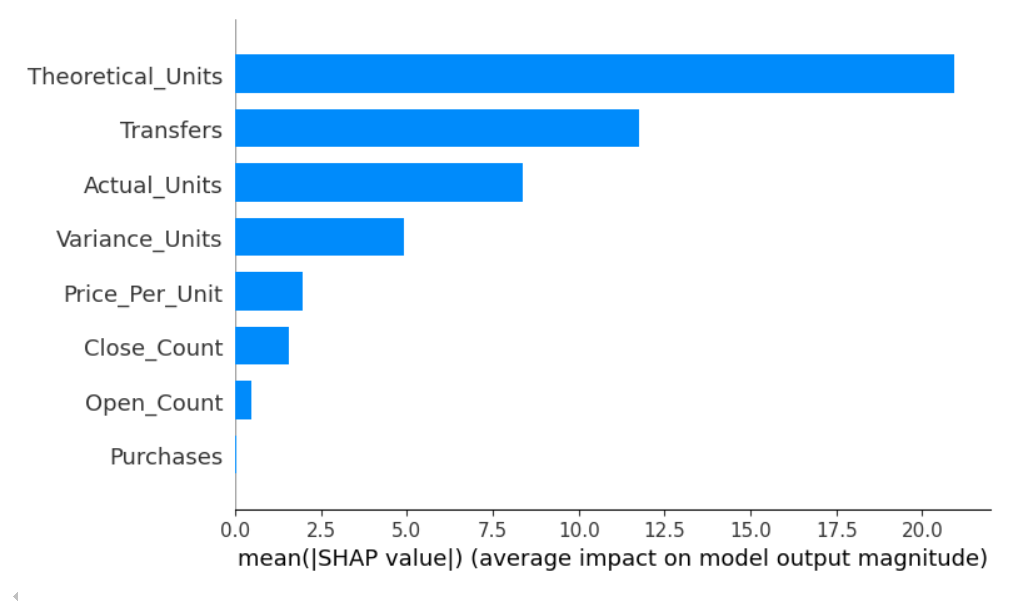 Theoretical_Units
Transfers
Actual_Units
Variance_Units
Price_Per_Unit
Close_Count
Open_Count
Purchases
0.0 2.5 5.0 7.5 10.0 12.5 15.0 17.5 20.0
mean(|SHAP value|) (average impact on model output magnitude)